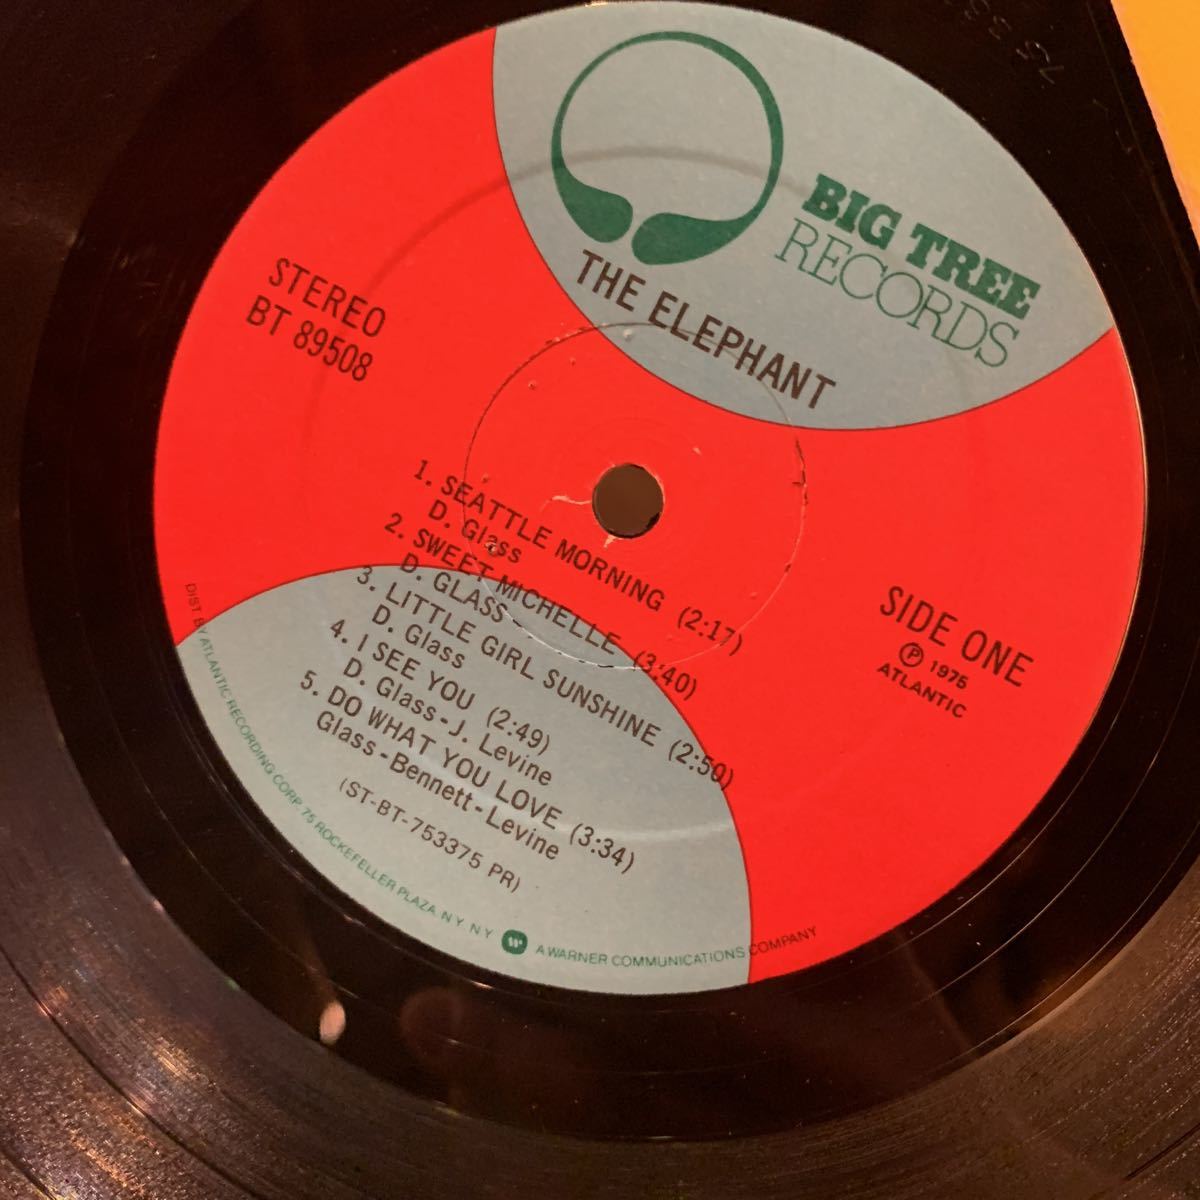 BIG TREE
RECORDS
THE ELEPHANT
STEREO
BT 89508
1. SEATTLE MORNING (2:17)
D. Glass
2. SWEET MICHELLE (3:40)
D. GLASS
3. LITTLE GIRL SUNSHINE (2:50)
D. Glass
4. I SEE YOU (2:49)
D. Glass-J. Levine
5. DO WHAT YOU LOVE (3:34)
Glass-Bennett-Levine
(ST-BT-753375 PR)
SIDE ONE
Ⓟ 1975
ATLANTIC
DIST BY ATLANTIC RECORDING CORP. 75 ROCKEFELLER PLAZA N Y N Y A WARNER COMMUNICATIONS COMPANY